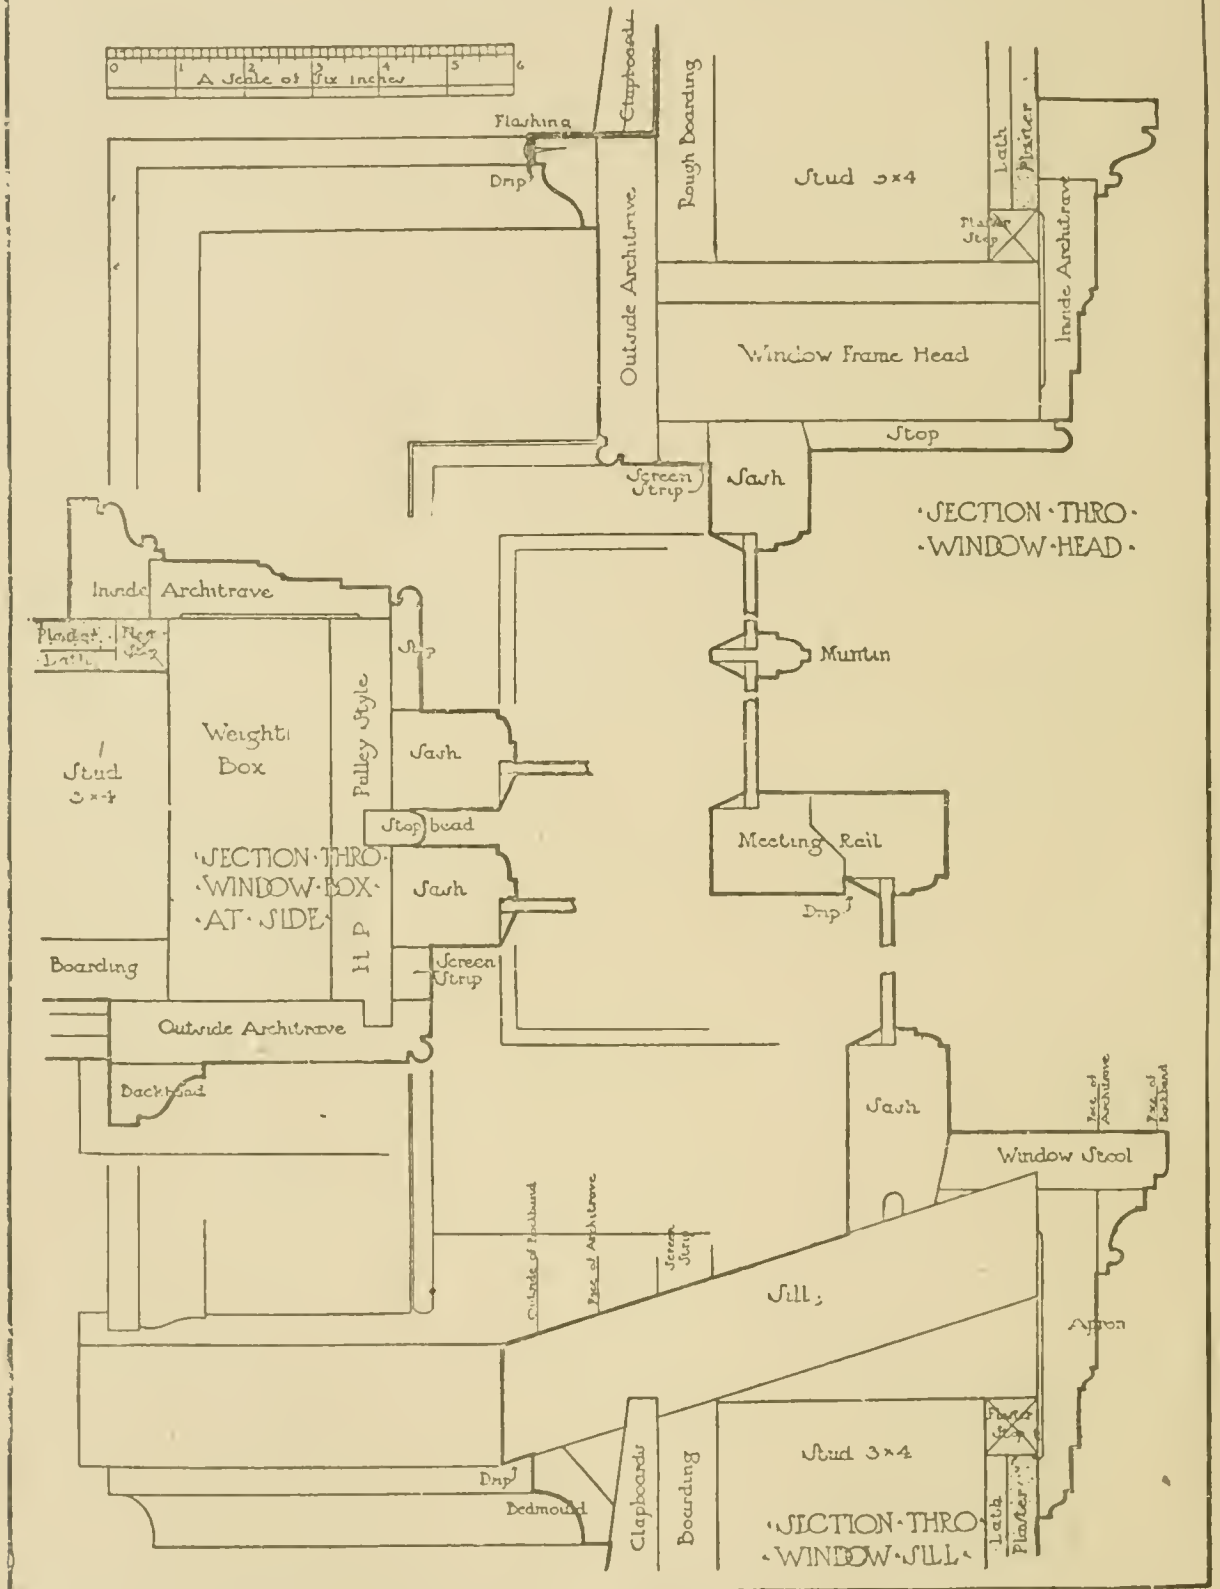 0 1 2 3 4 5 6
A Scale of Six Inches
Clapboard
Rough Boarding
Flashing
Drip
Outside Architrave
Stud 3×4
Lath
Plaster
Plaster
Stop
Inside Architrave
Window Frame Head
Stop
Screen
Strip
Sash
·SECTION·THRO·
·WINDOW·HEAD·
Inside Architrave
Plaster
Lath
Stop
Muntin
Weight
Box
Pulley Style
Stud
3×4
Sash
Stop bead
Sash
·SECTION·THRO·
·WINDOW·BOX·
·AT·SIDE
H P
Boarding
Screen
Strip
Outside Architrave
Backband
Meeting Rail
Drip
Sash
Face of
Architrave
Face of
Backband
Window Stool
Outside of Backband
Face of Architrave
Screen
Strip
Sill
Apron
Plaster
Stop
Drip
Bedmould
Clapboards
Boarding
Stud 3×4
Lath
Plaster
·SECTION·THRO
·WINDOW·SILL·